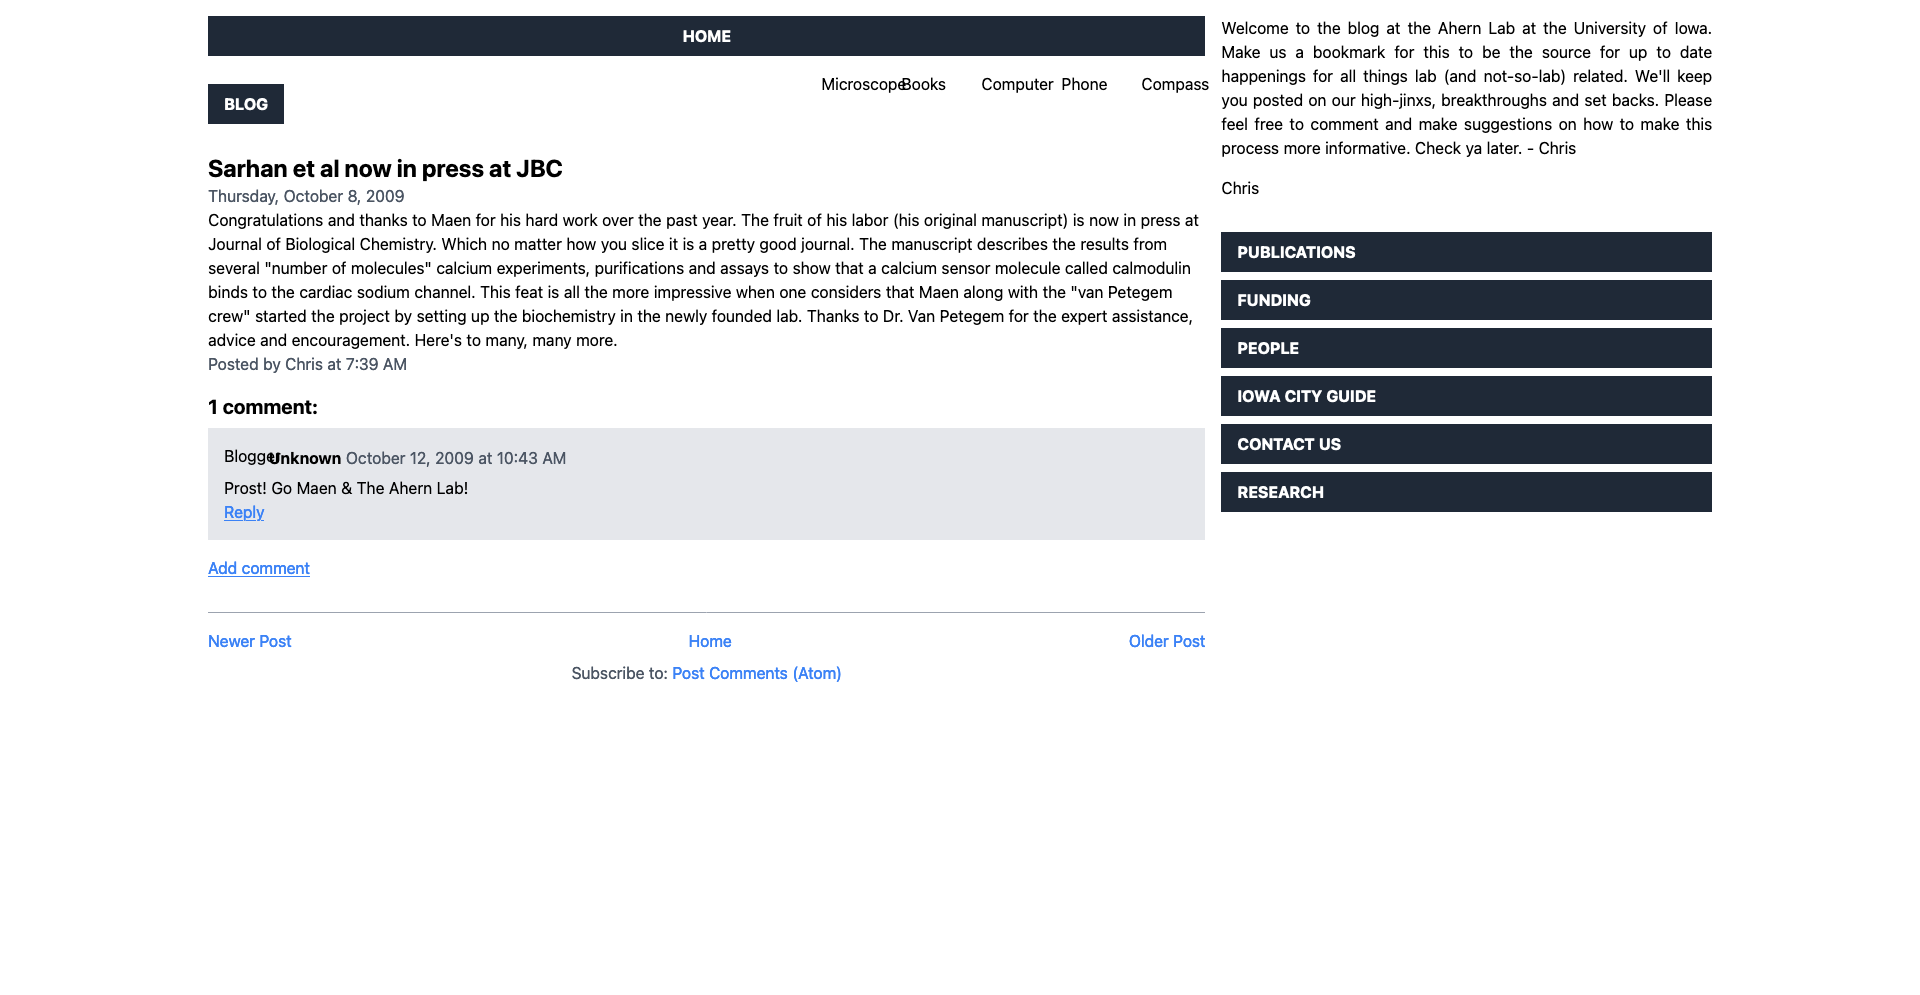 HOME
BLOG
Microscope Books Computer Phone Compass
Sarhan et al now in press at JBC
Thursday, October 8, 2009
Congratulations and thanks to Maen for his hard work over the past year. The fruit of his labor (his original manuscript) is now in press at
Journal of Biological Chemistry. Which no matter how you slice it is a pretty good journal. The manuscript describes the results from
several "number of molecules" calcium experiments, purifications and assays to show that a calcium sensor molecule called calmodulin
binds to the cardiac sodium channel. This feat is all the more impressive when one considers that Maen along with the "van Petegem
crew" started the project by setting up the biochemistry in the newly founded lab. Thanks to Dr. Van Petegem for the expert assistance,
advice and encouragement. Here's to many, many more.
Posted by Chris at 7:39 AM
1 comment:
Blogger Unknown October 12, 2009 at 10:43 AM
Prost! Go Maen & The Ahern Lab!
Reply
Add comment
Newer Post Home Older Post
Subscribe to: Post Comments (Atom)
Welcome to the blog at the Ahern Lab at the University of Iowa.
Make us a bookmark for this to be the source for up to date
happenings for all things lab (and not-so-lab) related. We'll keep
you posted on our high-jinxs, breakthroughs and set backs. Please
feel free to comment and make suggestions on how to make this
process more informative. Check ya later. - Chris
Chris
PUBLICATIONS
FUNDING
PEOPLE
IOWA CITY GUIDE
CONTACT US
RESEARCH